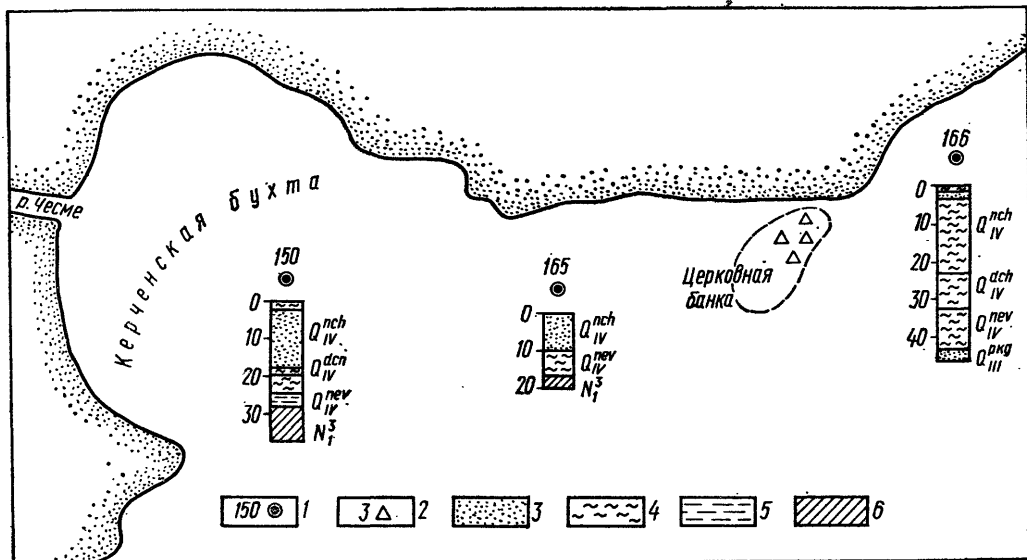 р. Чесме
Керченская бухта
150
0
10
20
30
Q_IV^nch
Q_IV^dch
Q_IV^nev
N_1^3
165
0
10
20
Q_IV^nch
Q_IV^nev
N_1^3
Церковная
банка
166
0
10
20
30
40
Q_IV^nch
Q_IV^dch
Q_IV^nev
Q_III^pkg
150 1
3 2
3
4
5
6